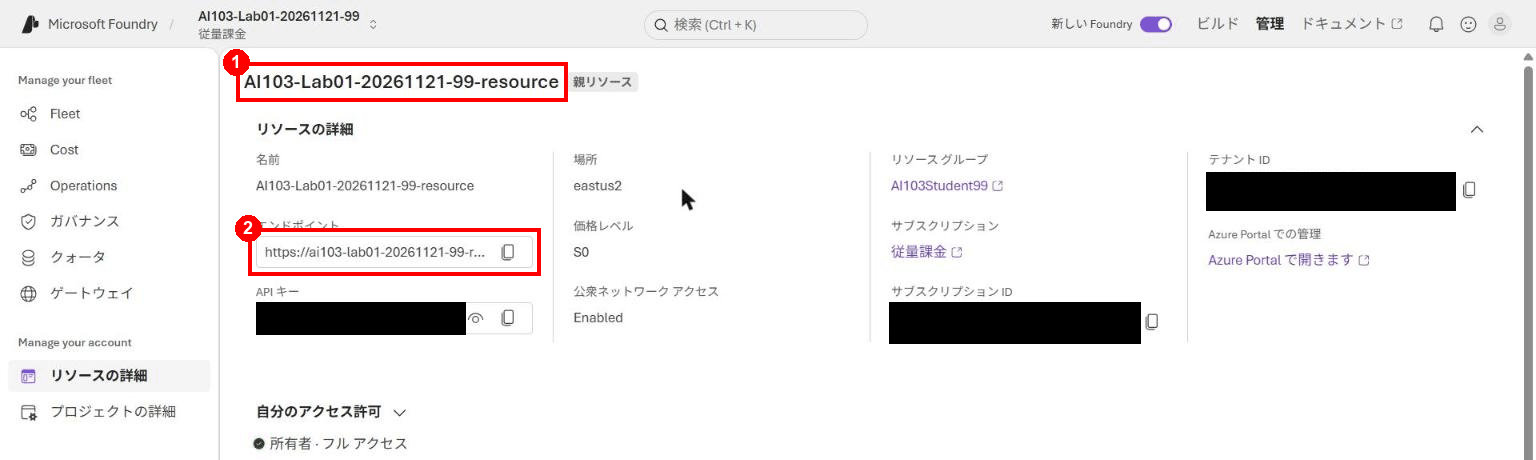 Microsoft Foundry / AI103-Lab01-20261121-99
従量課金
検索 (Ctrl + K)
新しい Foundry
ビルド
管理
ドキュメント
Manage your fleet
Fleet
Cost
Operations
ガバナンス
クォータ
ゲートウェイ
Manage your account
リソースの詳細
プロジェクトの詳細
1
AI103-Lab01-20261121-99-resource
親リソース
リソースの詳細
名前
AI103-Lab01-20261121-99-resource
2
エンドポイント
https://ai103-lab01-20261121-99-r...
API キー
場所
eastus2
価格レベル
S0
公衆ネットワーク アクセス
Enabled
リソース グループ
AI103Student99
サブスクリプション
従量課金
サブスクリプション ID
テナント ID
Azure Portal での管理
Azure Portal で開きます
自分のアクセス許可
所有者 · フル アクセス